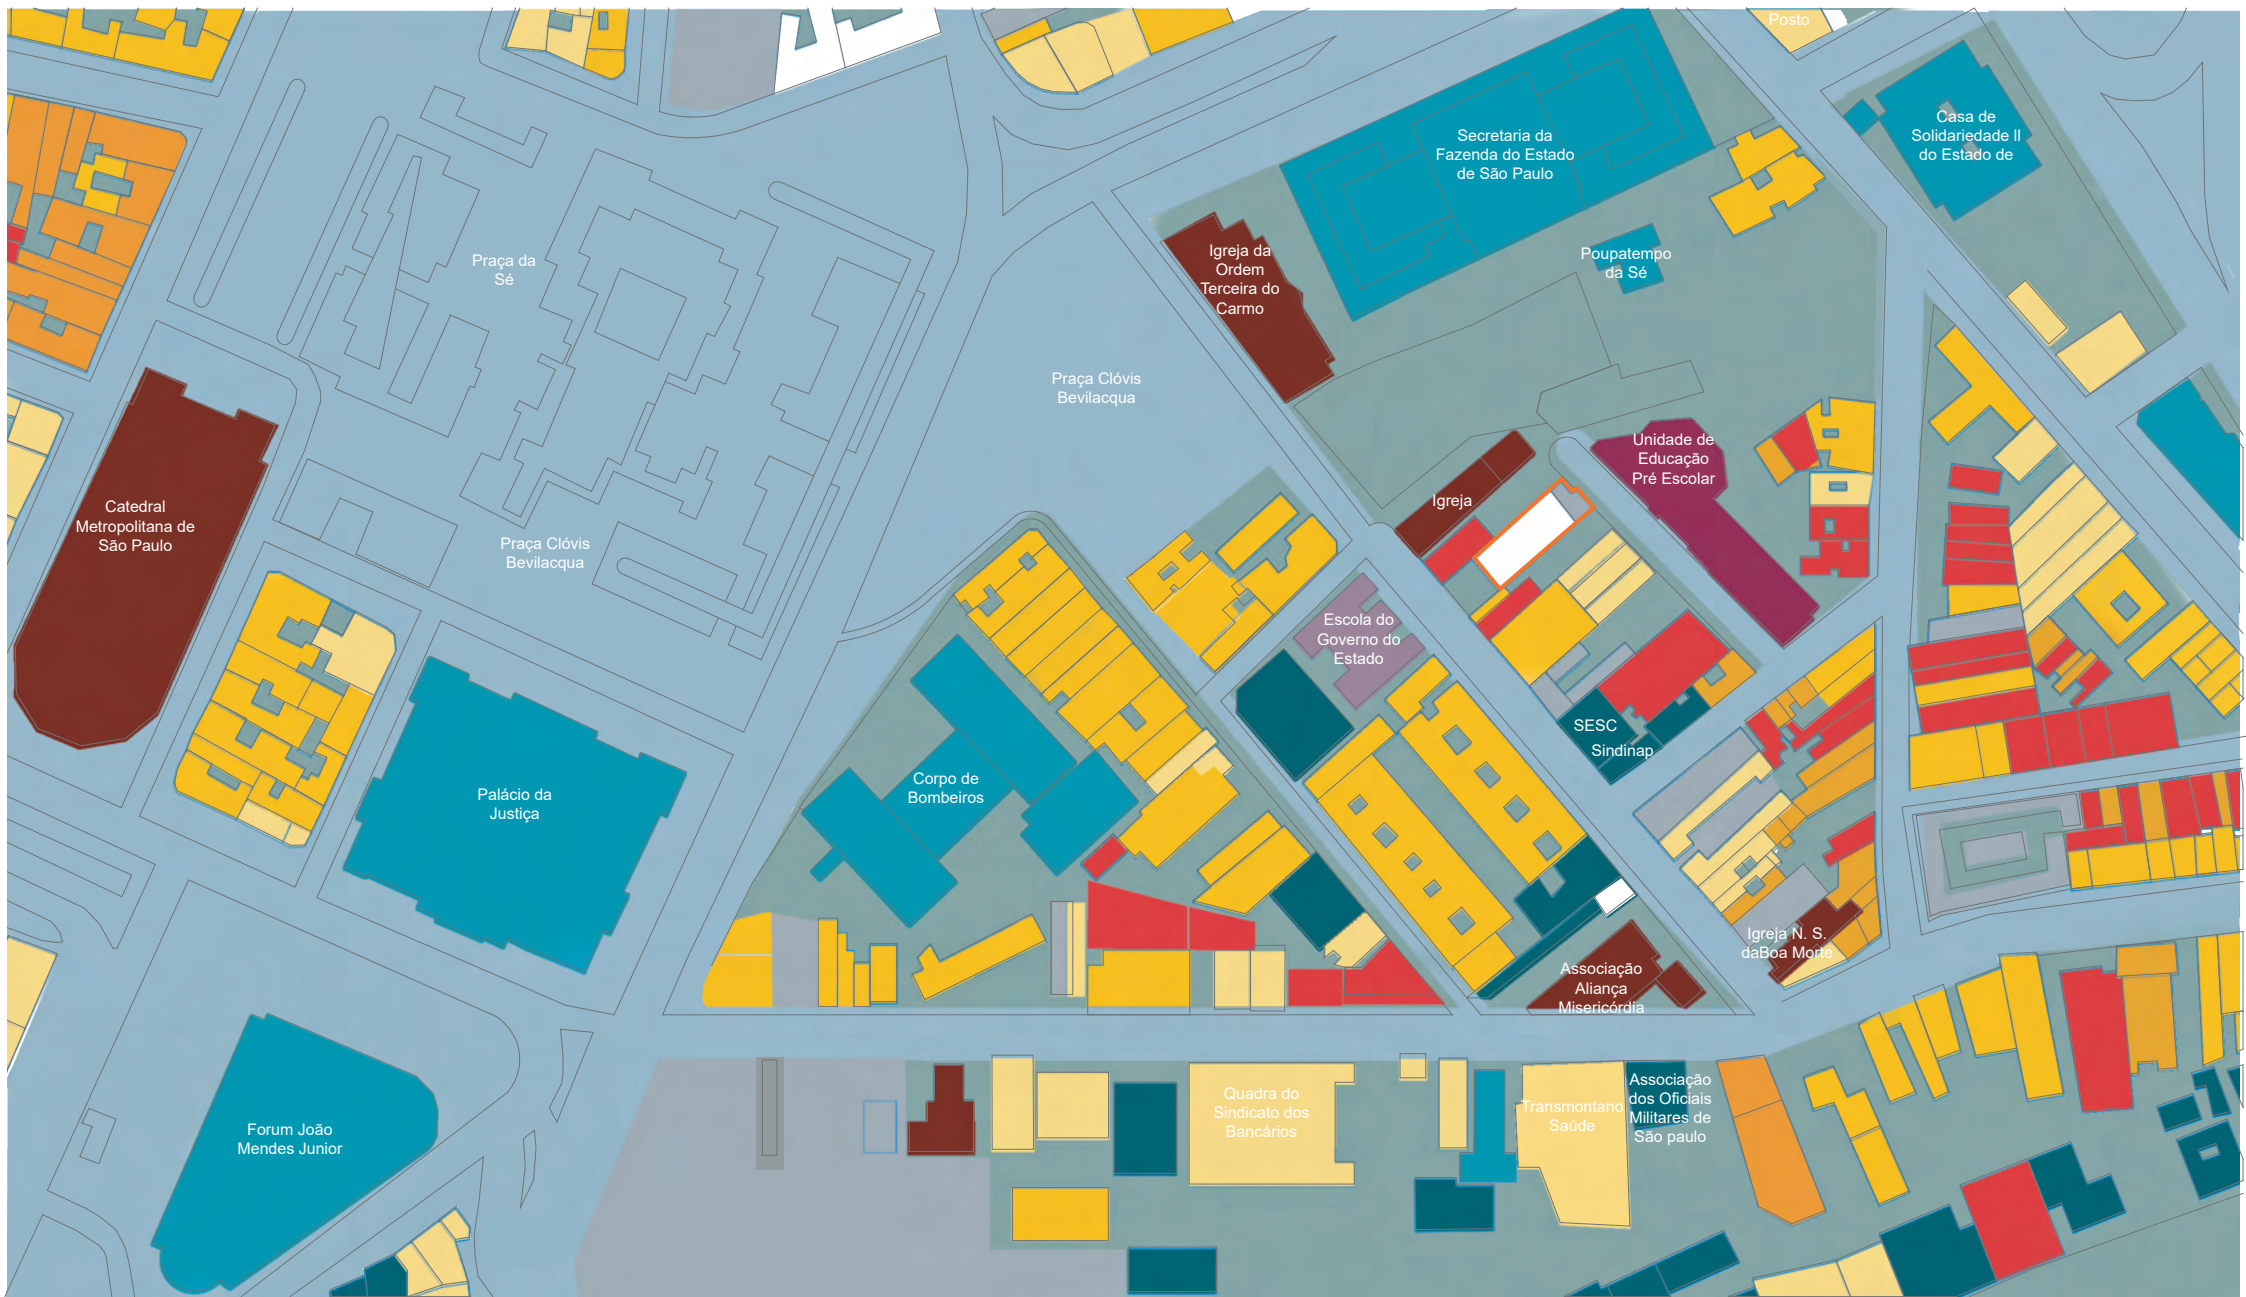 Posto
Casa de
Solidariedade ll
do Estado de
Secretaria da
Fazenda do Estado
de São Paulo
Igreja da
Ordem
Terceira do
Carmo
Poupatempo
da Sé
Praça da
Sé
Praça Clóvis
Bevilacqua
Unidade de
Educação
Pré Escolar
Igreja
Catedral
Metropolitana de
São Paulo
Praça Clóvis
Bevilacqua
Escola do
Governo do
Estado
SESC
Sindinap
Corpo de
Bombeiros
Palácio da
Justiça
Igreja N. S.
daBoa Morte
Associação
Aliança
Misericórdia
Quadra do
Sindicato dos
Bancários
Transmontano
Saúde
Associação
dos Oficiais
Militares de
São paulo
Forum João
Mendes Junior